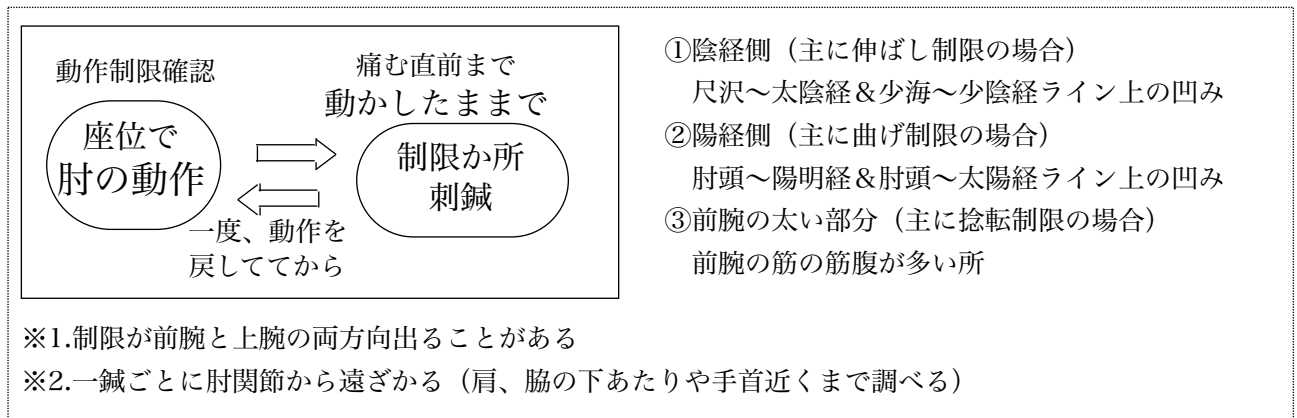 動作制限確認
座位で
肘の動作
痛む直前まで
動かしたままで
制限か所
刺鍼
一度、動作を
戻しててから
①陰経側（主に伸ばし制限の場合）
尺沢～太陰経＆少海～少陰経ライン上の凹み
②陽経側（主に曲げ制限の場合）
肘頭～陽明経＆肘頭～太陽経ライン上の凹み
③前腕の太い部分（主に捻転制限の場合）
前腕の筋の筋腹が多い所
※1.制限が前腕と上腕の両方向出ることがある
※2.一鍼ごとに肘関節から遠ざかる（肩、脇の下あたりや手首近くまで調べる）